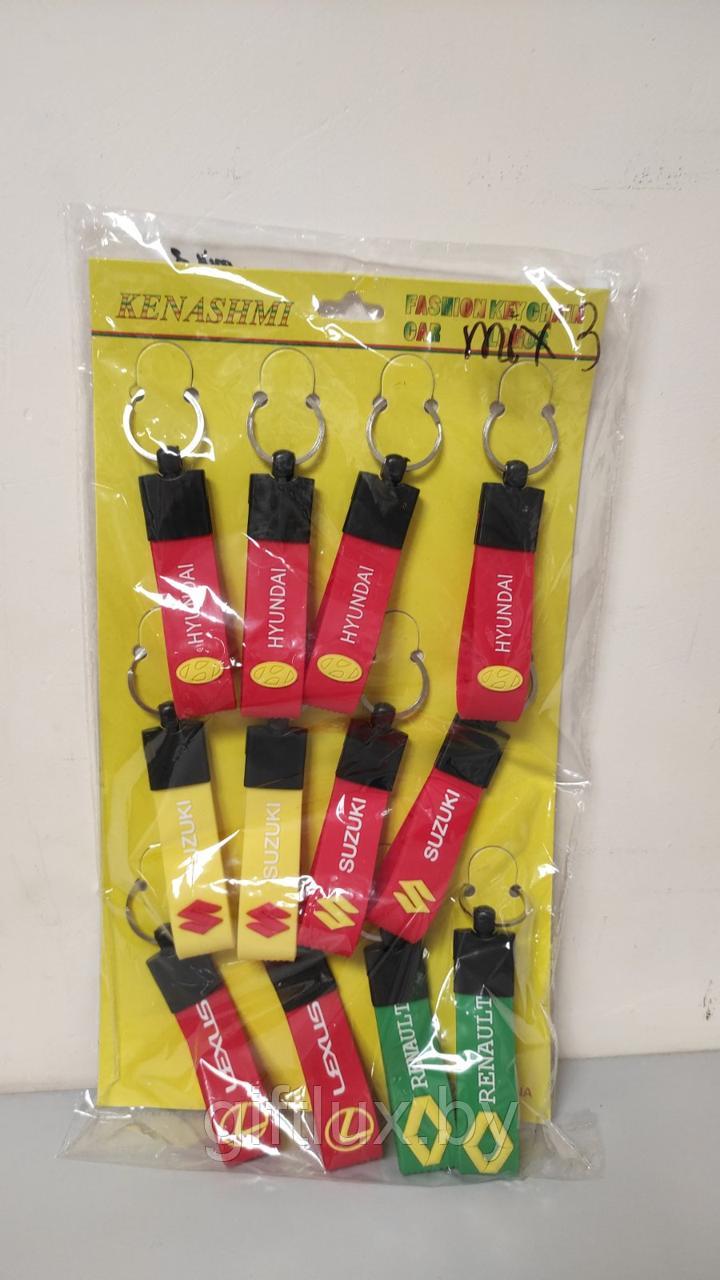 KENASHMI
FASHION KEY CHAIN
CAR
mix 3
HYUNDAI
HYUNDAI
HYUNDAI
HYUNDAI
SUZUKI
SUZUKI
SUZUKI
SUZUKI
LEXUS
LEXUS
RENAULT
RENAULT
giftlux.by